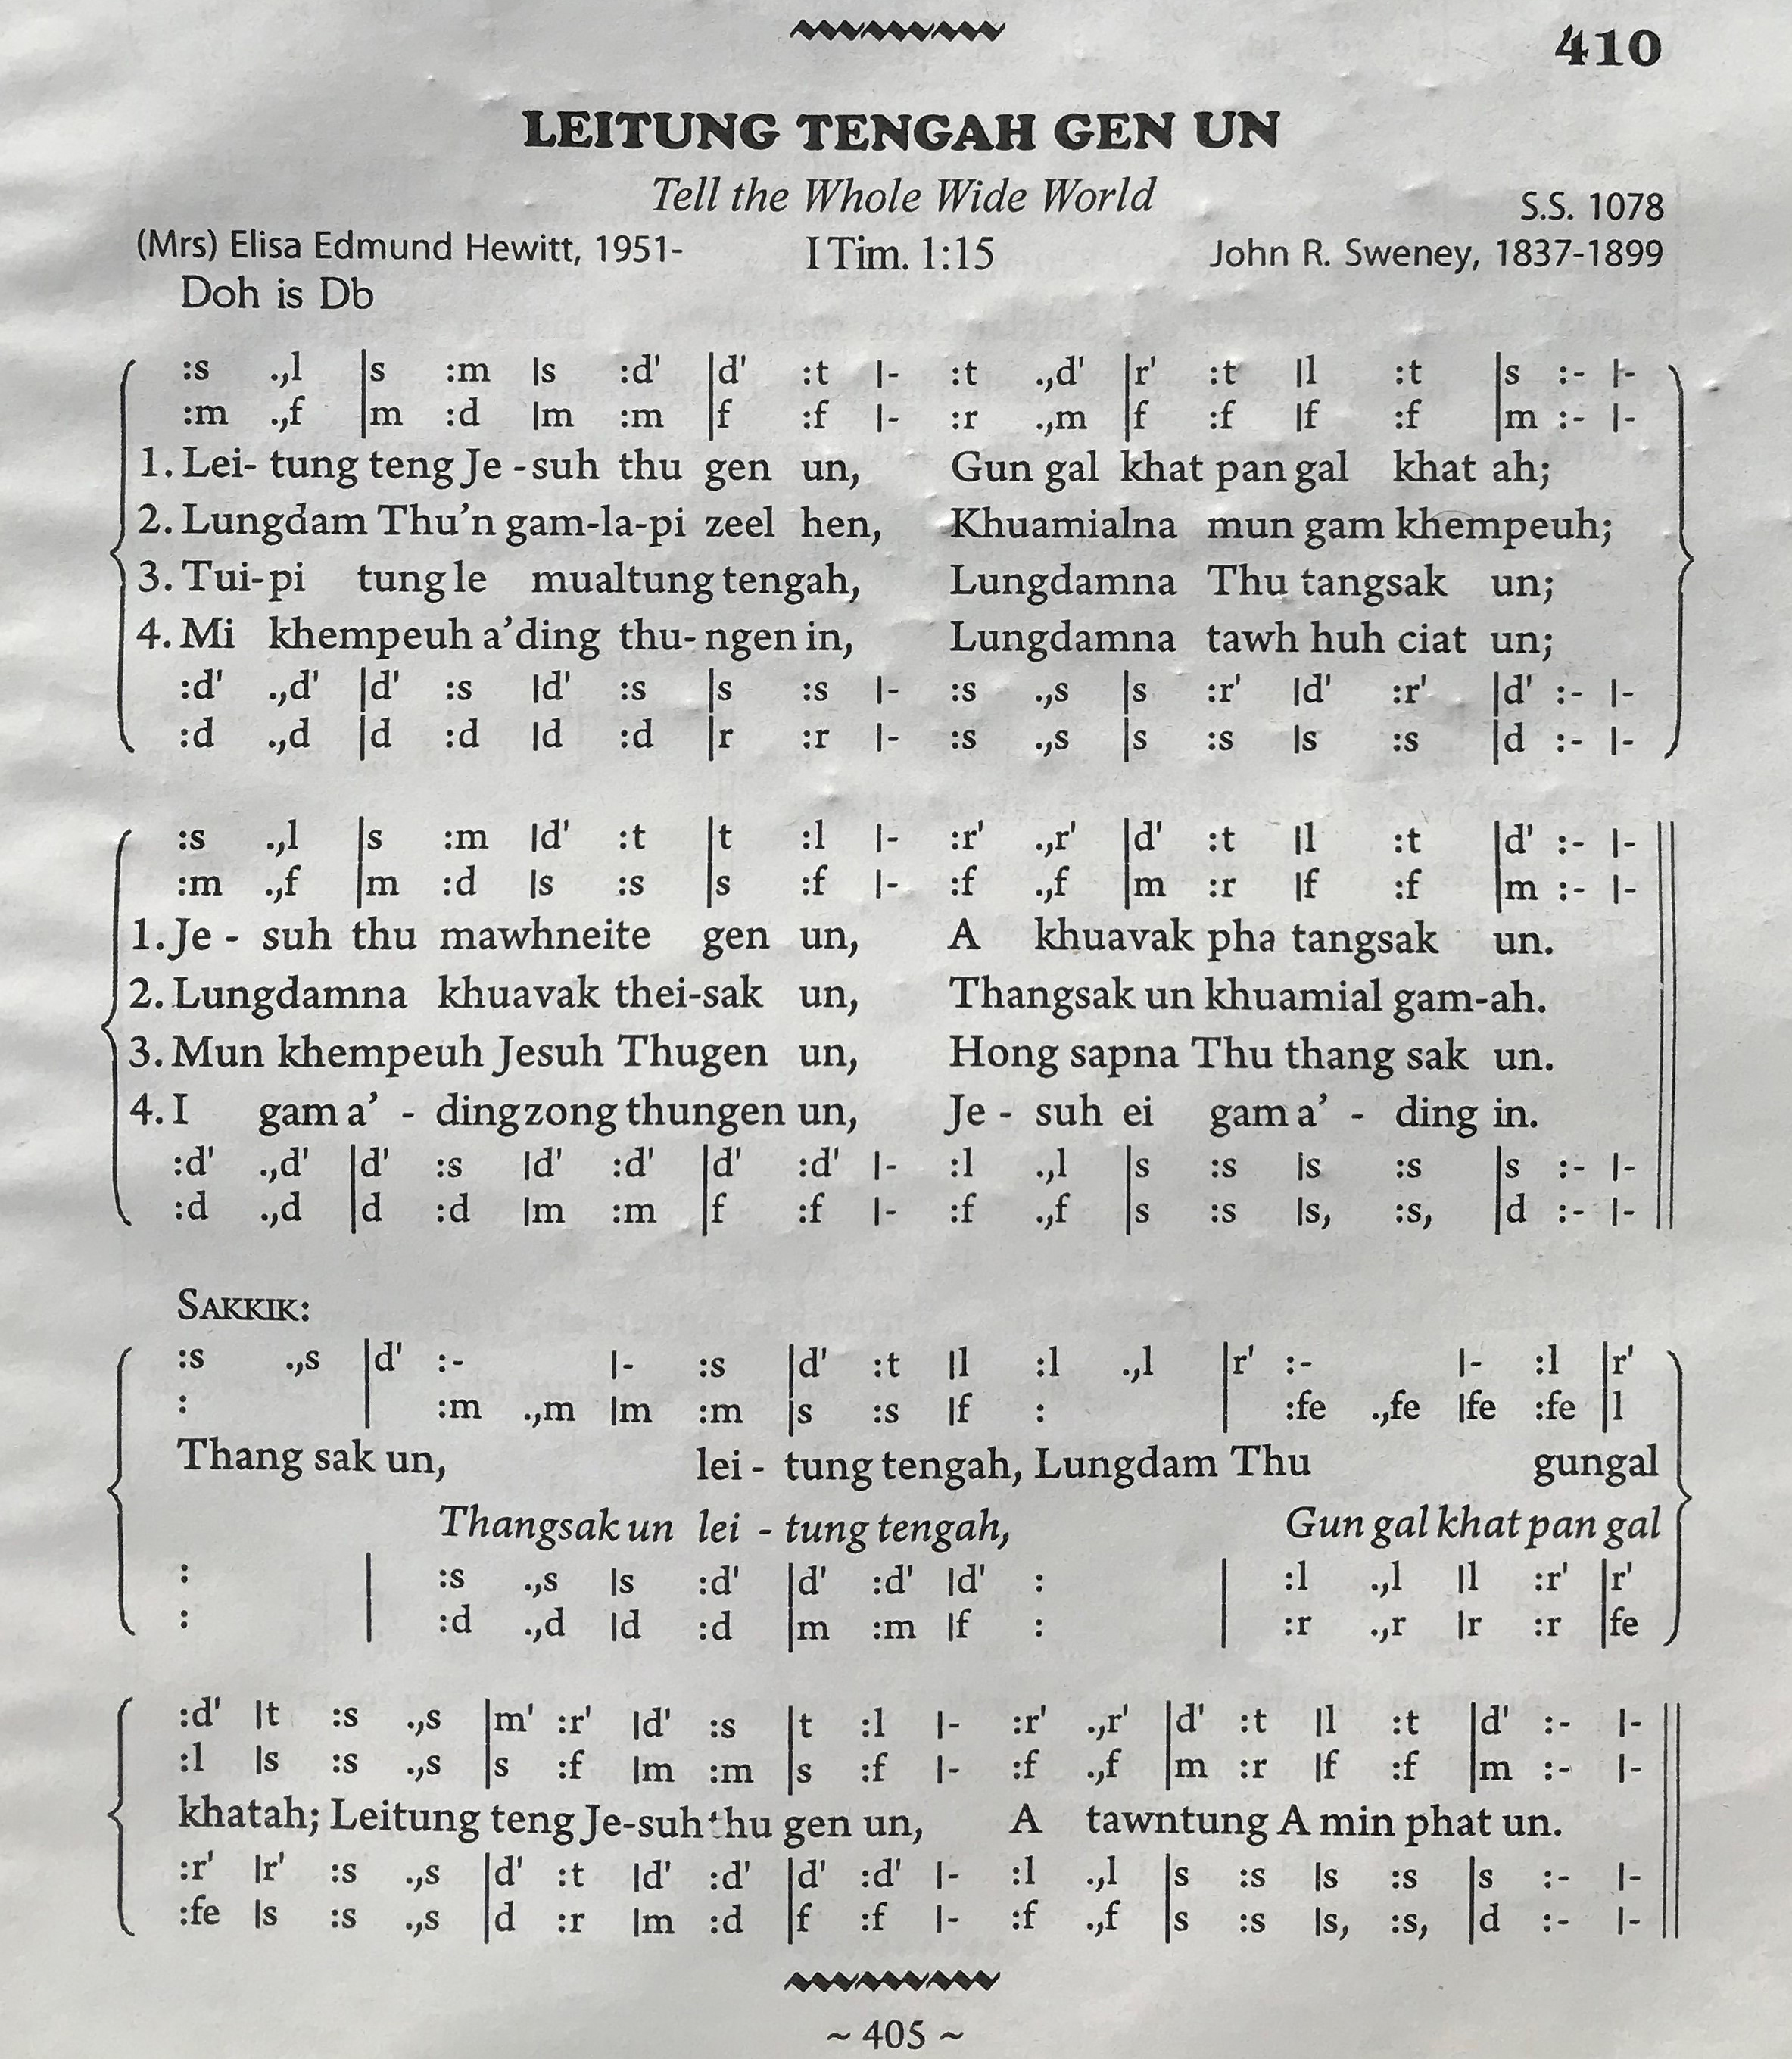 410
LEITUNG TENGAH GEN UN
Tell the Whole Wide World
S.S. 1078
(Mrs) Elisa Edmund Hewitt, 1951- I Tim. 1:15 John R. Sweney, 1837-1899
Doh is Db
:s .,l |s :m |s :d' |d' :t |- :t .,d' |r' :t |l :t |s :- |-
:m .,f |m :d |m :m |f :f |- :r .,m |f :f |f :f |m :- |-
1. Lei- tung teng Je -suh thu gen un, Gun gal khat pan gal khat ah;
2. Lungdam Thu'n gam-la-pi zeel hen, Khuamialna mun gam khempeuh;
3. Tui-pi tung le mualtung tengah, Lungdamna Thu tangsak un;
4. Mi khempeuh a'ding thu- ngen in, Lungdamna tawh huh ciat un;
:d' .,d' |d' :s |d' :s |s :s |- :s .,s |s :r' |d' :r' |d' :- |-
:d .,d |d :d |d :d |r :r |- :s .,s |s :s |s :s |d :- |-
:s .,l |s :m |d' :t |t :l |- :r' .,r' |d' :t |l :t |d' :- |-
:m .,f |m :d |s :s |s :f |- :f .,f |m :r |f :f |m :- |-
1. Je - suh thu mawhneite gen un, A khuavak pha tangsak un.
2. Lungdamna khuavak thei-sak un, Thangsak un khuamial gam-ah.
3. Mun khempeuh Jesuh Thugen un, Hong sapna Thu thang sak un.
4. I gam a' - ding zong thungen un, Je - suh ei gam a' - ding in.
:d' .,d' |d' :s |d' :d' |d' :d' |- :l .,l |s :s |s :s |s :- |-
:d .,d |d :d |m :m |f :f |- :f .,f |s :s |s, :s, |d :- |-
SAKKIK:
:s .,s |d' :- |- :s |d' :t |l :l .,l |r' :- |- :l |r'
: | :m .,m |m :m |s :s |f : | :fe .,fe |fe :fe |l
Thang sak un, lei - tung tengah, Lungdam Thu gungal
Thangsak un lei - tung tengah, Gun gal khat pan gal
: | :s .,s |s :d' |d' :d' |d' : | :l .,l |l :r' |r'
: | :d .,d |d :d |m :m |f : | :r .,r |r :r |fe
:d' |t :s .,s |m' :r' |d' :s |t :l |- :r' .,r' |d' :t |l :t |d' :- |-
:l |s :s .,s |s :f |m :m |s :f |- :f .,f |m :r |f :f |m :- |-
khatah; Leitung teng Je-suh thu gen un, A tawntung A min phat un.
:r' |r' :s .,s |d' :t |d' :d' |d' :d' |- :l .,l |s :s |s :s |s :- |-
:fe |s :s .,s |d :r |m :d |f :f |- :f .,f |s :s |s, :s, |d :- |-
~ 405 ~